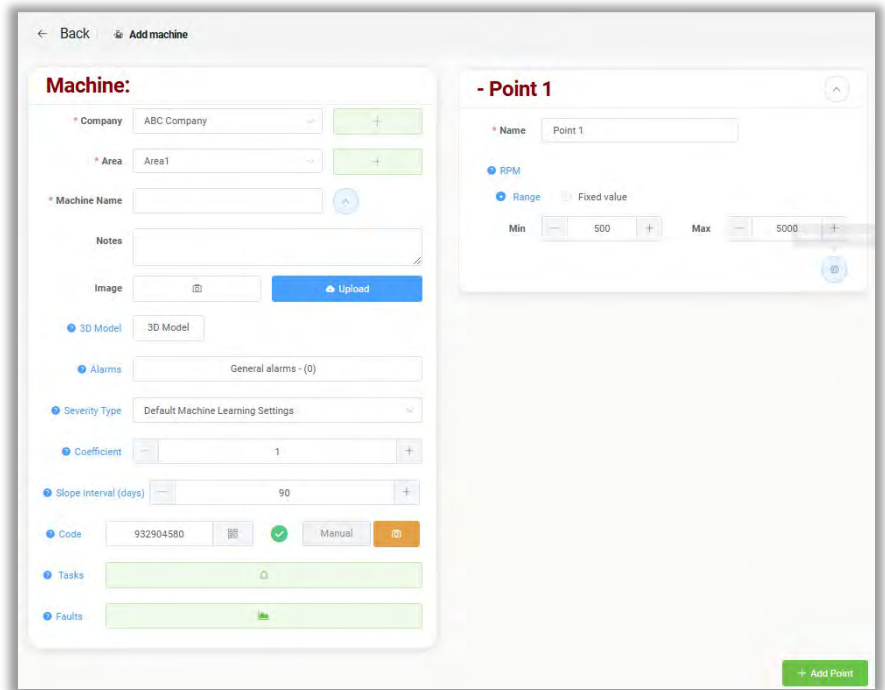 ← Back Add machine
Machine:
* Company ABC Company +
* Area Area1 +
* Machine Name
Notes
Image Upload
3D Model 3D Model
Alarms General alarms - (0)
Severity Type Default Machine Learning Settings
Coefficient — 1 +
Slope interval (days) — 90 +
Code 932904580 Manual
Tasks
Faults
- Point 1
* Name Point 1
RPM
Range Fixed value
Min — 500 + Max — 5000 +
+ Add Point